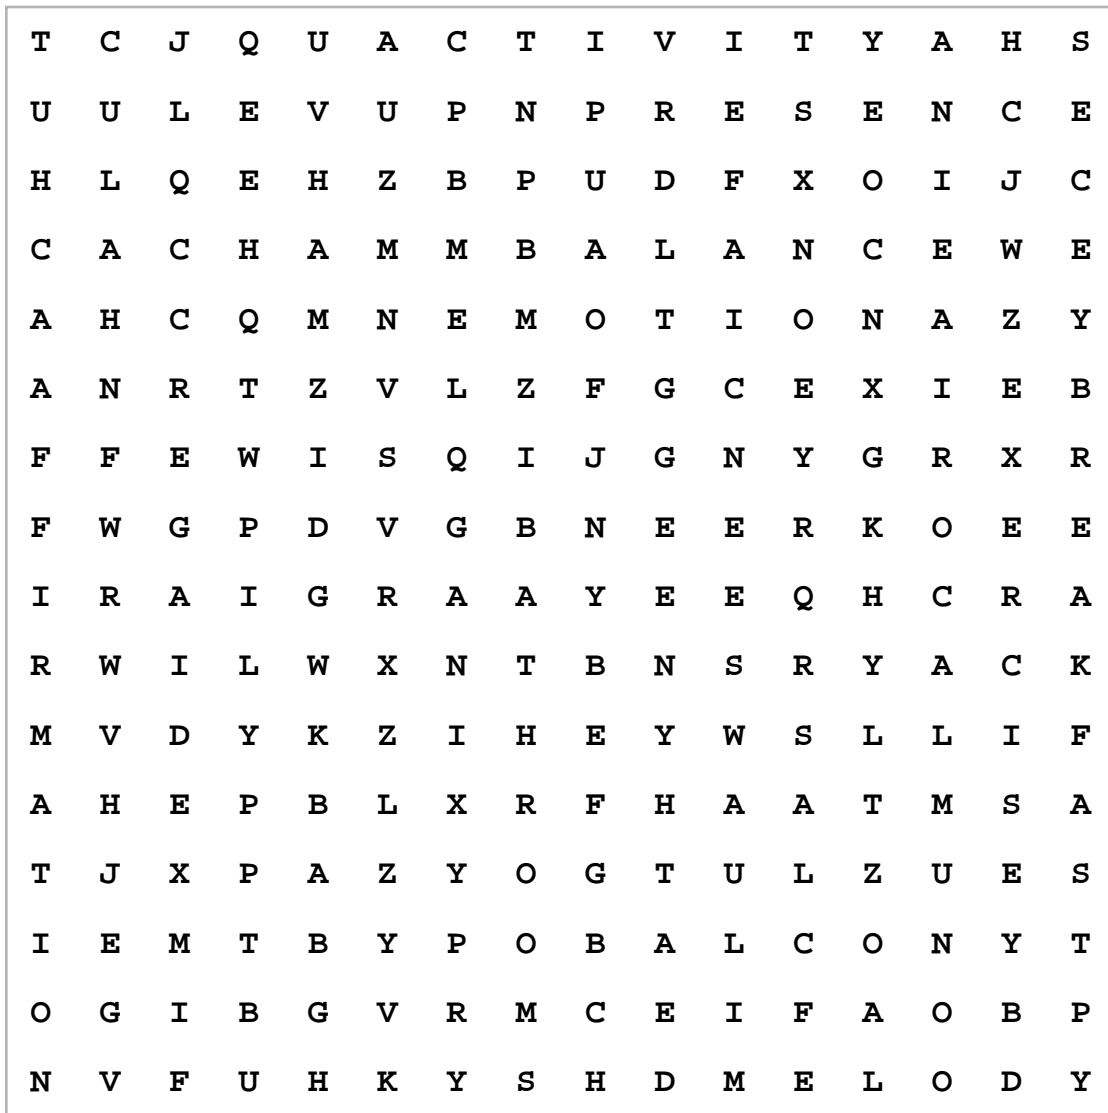 T C J Q U A C T I V I T Y A H S
U U L E V U P N P R E S E N C E
H L Q E H Z B P U D F X O I J C
C A C H A M M B A L A N C E W E
A H C Q M N E M O T I O N A Z Y
A N R T Z V L Z F G C E X I E B
F F E W I S Q I J G N Y G R X R
F W G P D V G B N E E R K O E E
I R A I G R A A Y E E Q H C R A
R W I L W X N T B N S R Y A C K
M V D Y K Z I H E Y W S L L I F
A H E P B L X R F H A A T M S A
T J X P A Z Y O G T U L Z U E S
I E M T B Y P O B A L C O N Y T
O G I B G V R M C E I F A O B P
N V F U H K Y S H D M E L O D Y